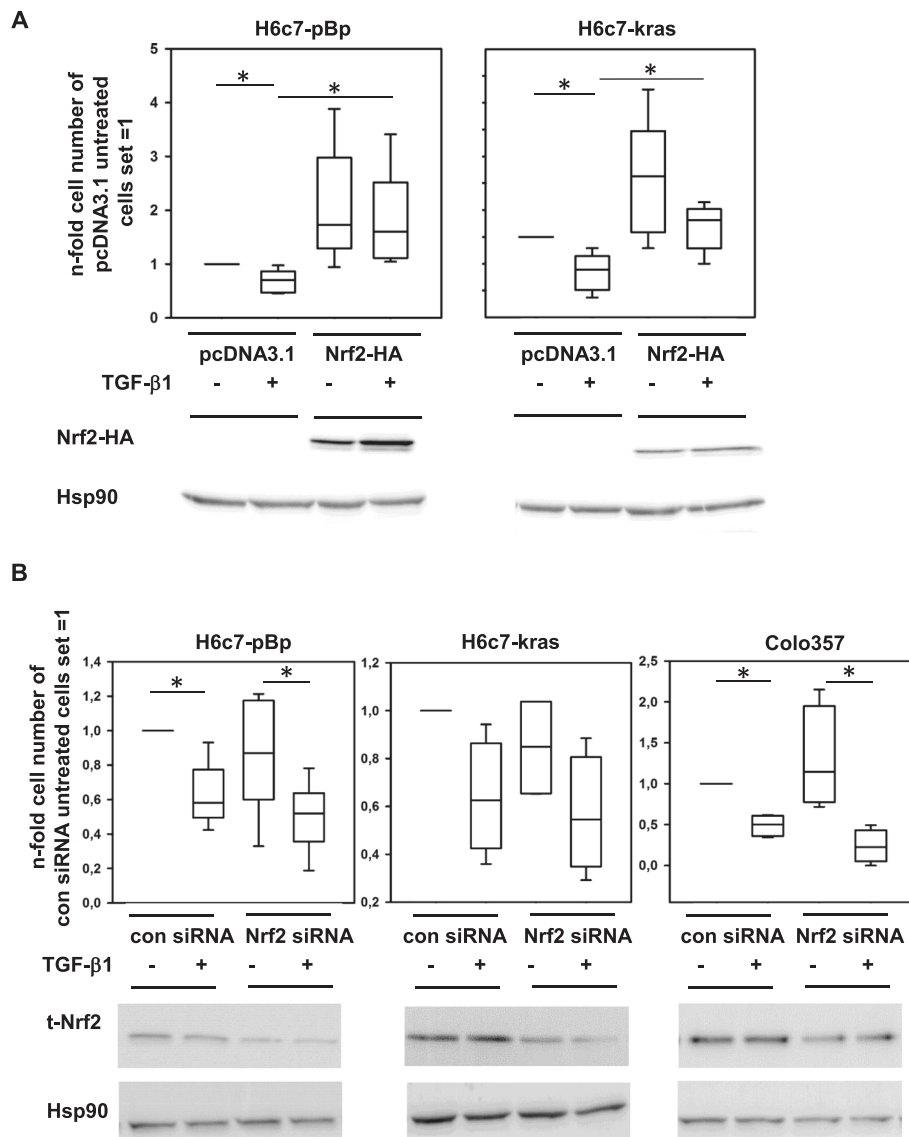 A
H6c7-pBp
H6c7-kras
n-fold cell number of
pcDNA3.1 untreated
cells set =1
5
4
3
2
1
0
*
*
*
*
pcDNA3.1
Nrf2-HA
pcDNA3.1
Nrf2-HA
TGF-β1
-
+
-
+
-
+
-
+
Nrf2-HA
Hsp90
B
H6c7-pBp
H6c7-kras
Colo357
n-fold cell number of
con siRNA untreated cells set =1
1,4
1,2
1,0
0,8
0,6
0,4
0,2
0,0
*
*
1,2
1,0
0,8
0,6
0,4
0,2
2,5
2,0
1,5
1,0
0,5
0,0
*
*
con siRNA
Nrf2 siRNA
con siRNA
Nrf2 siRNA
con siRNA
Nrf2 siRNA
TGF-β1
-
+
-
+
-
+
-
+
-
+
-
+
t-Nrf2
Hsp90